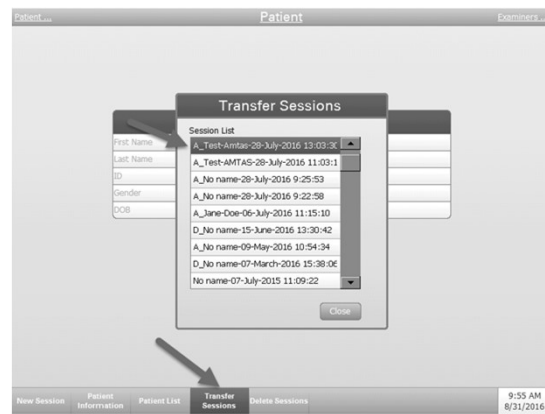 Patient ...
Patient
Examiners ...
Transfer Sessions
Session List
First Name
Last Name
ID
Gender
DOB
A_Test-Amtas-28-July-2016 13:03:30
A_Test-AMTAS-28-July-2016 11:03:1
A_No name-28-July-2016 9:25:53
A_No name-28-July-2016 9:22:58
A_Jane-Doe-06-July-2016 11:15:10
D_No name-15-June-2016 13:30:42
A_No name-09-May-2016 10:54:34
D_No name-07-March-2016 15:38:06
No name-07-July-2015 11:09:22
Close
New Session
Patient
Information
Patient List
Transfer
Sessions
Delete Sessions
9:55 AM
8/31/2016